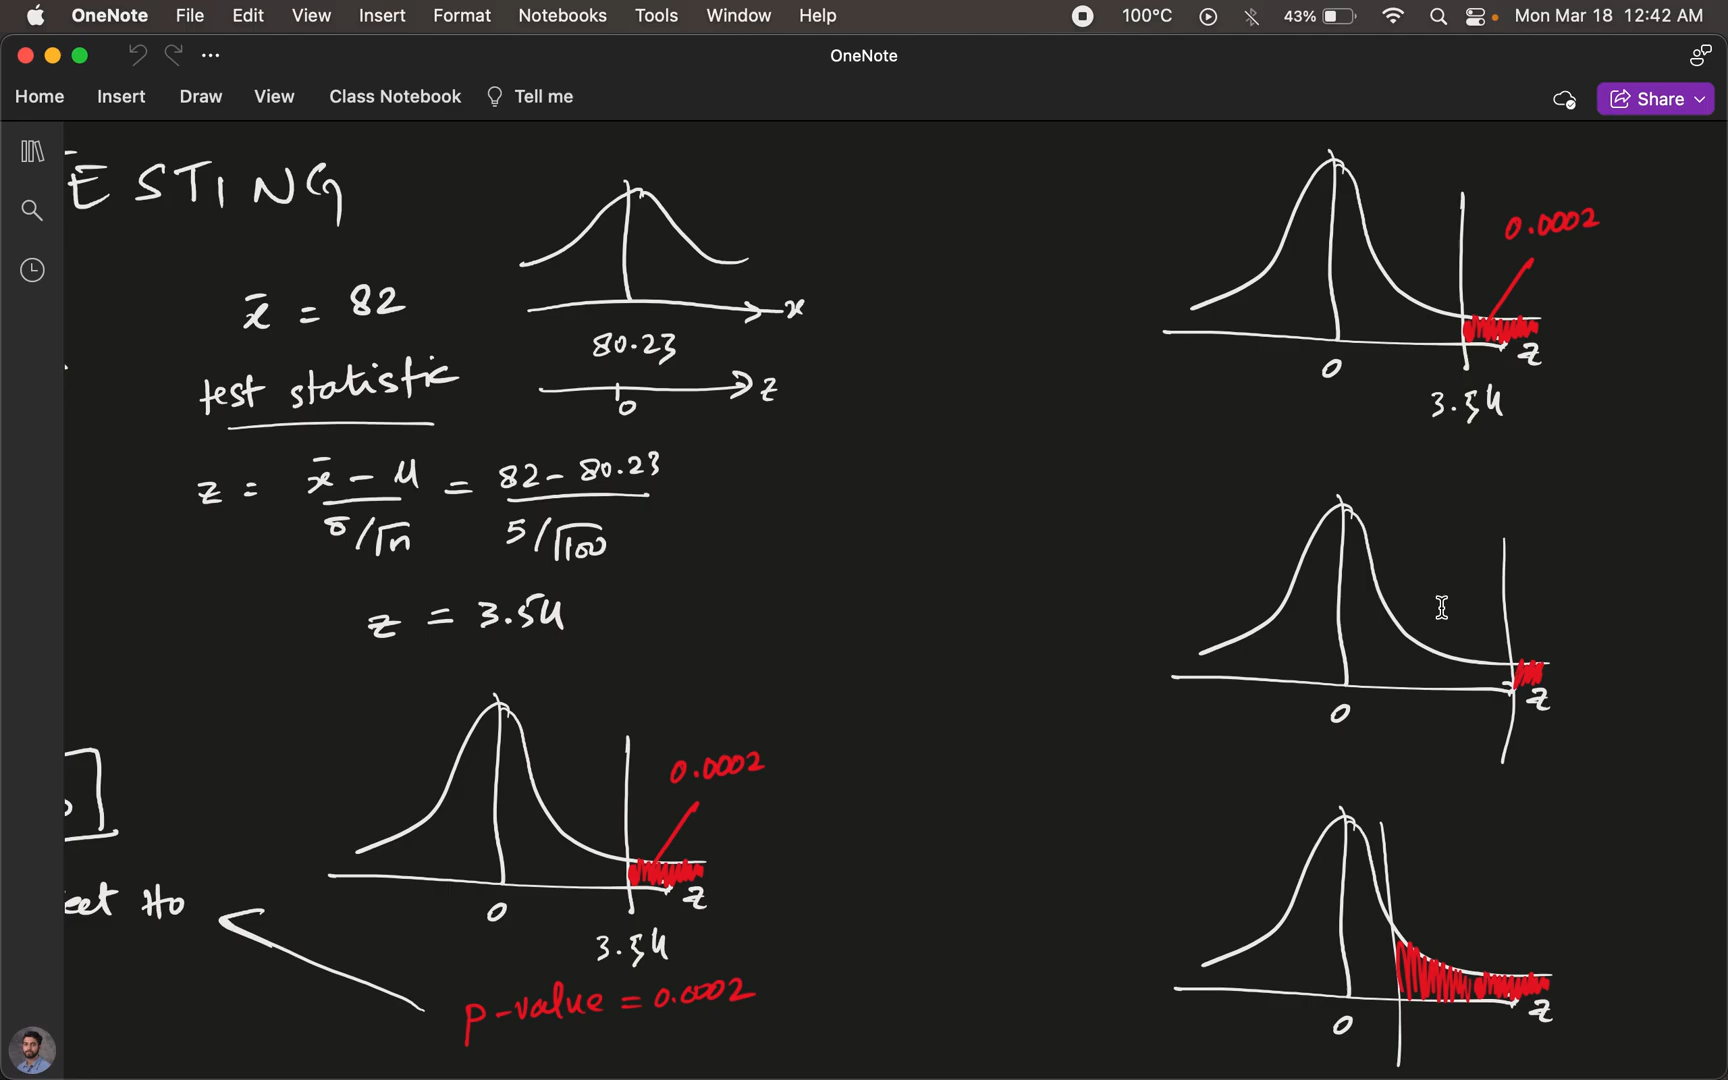 OneNote File Edit View Insert Format Notebooks Tools Window Help 100°C 43% Mon Mar 18 12:42 AM
OneNote
Home Insert Draw View Class Notebook Tell me Share
ESTING
x̄ = 82
x
80.23
test statistic
z
0
z = x̄ - μ / σ/√n = 82 - 80.23 / 5/√100
z = 3.54
0.0002
z
0
3.54
eet Ho
p-value = 0.0002
0.0002
z
0
3.54
z
0
z
0